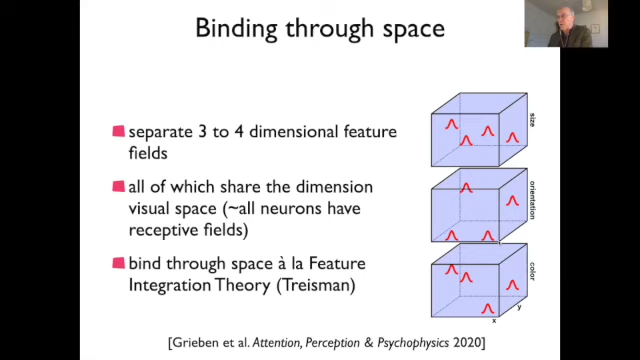 Binding through space
separate 3 to 4 dimensional feature
fields
all of which share the dimension
visual space (~all neurons have
receptive fields)
bind through space à la Feature
Integration Theory (Treisman)
size
orientation
color
x
y
[Grieben et al. Attention, Perception & Psychophysics 2020]